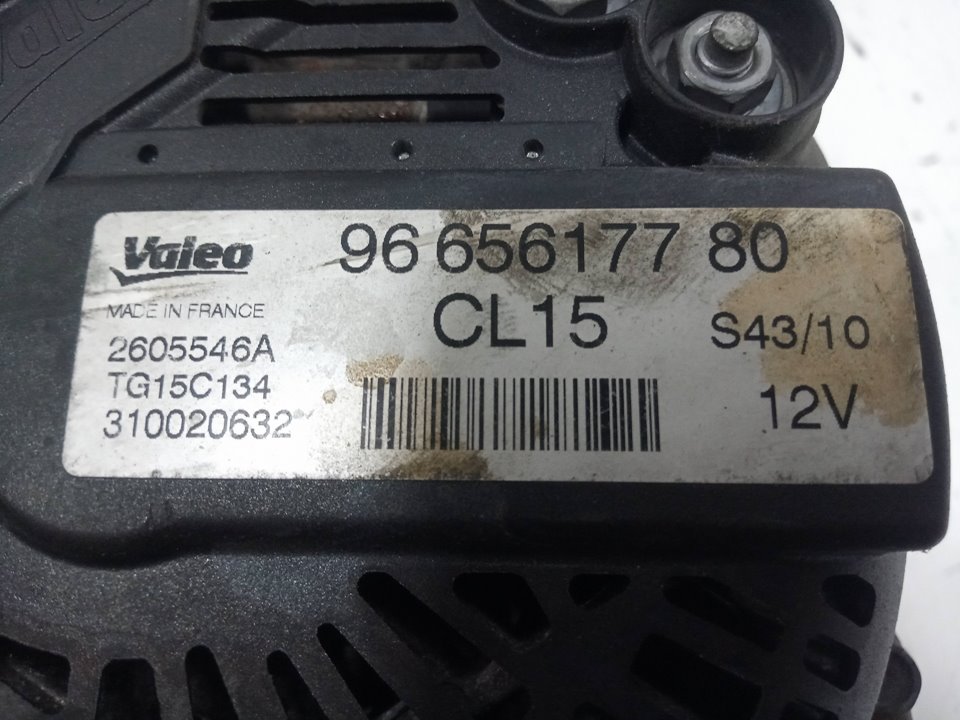 Valeo
96 656177 80
MADE IN FRANCE
CL15
S43/10
2605546A
TG15C134
12V
310020632